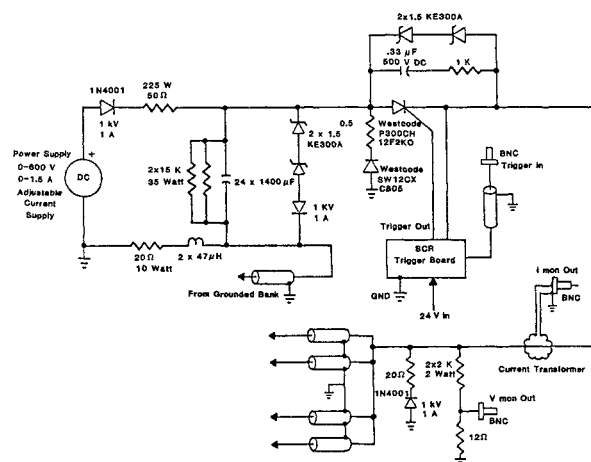 2x1.5 KE300A
.33 µF
500 V DC
1 K
1N4001
1 kV
1 A
225 W
50Ω
Power Supply
0-600 V
0-1.5 A
Adjustable
Current
Supply
+
DC
2x15 K
35 Watt
24 x 1400µF
2 x 1.5
KE300A
1 KV
1 A
0.5
Westcode
P300CH
12F2KO
Westcode
SW12CX
C805
BNC
Trigger In
Trigger Out
SCR
Trigger Board
GND
24 V In
20Ω
10 Watt
2 x 47µH
From Grounded Bank
I mon Out
BNC
Current Transformer
20Ω
1N4001
1 kV
1 A
2x2 K
2 Watt
V mon Out
BNC
12Ω